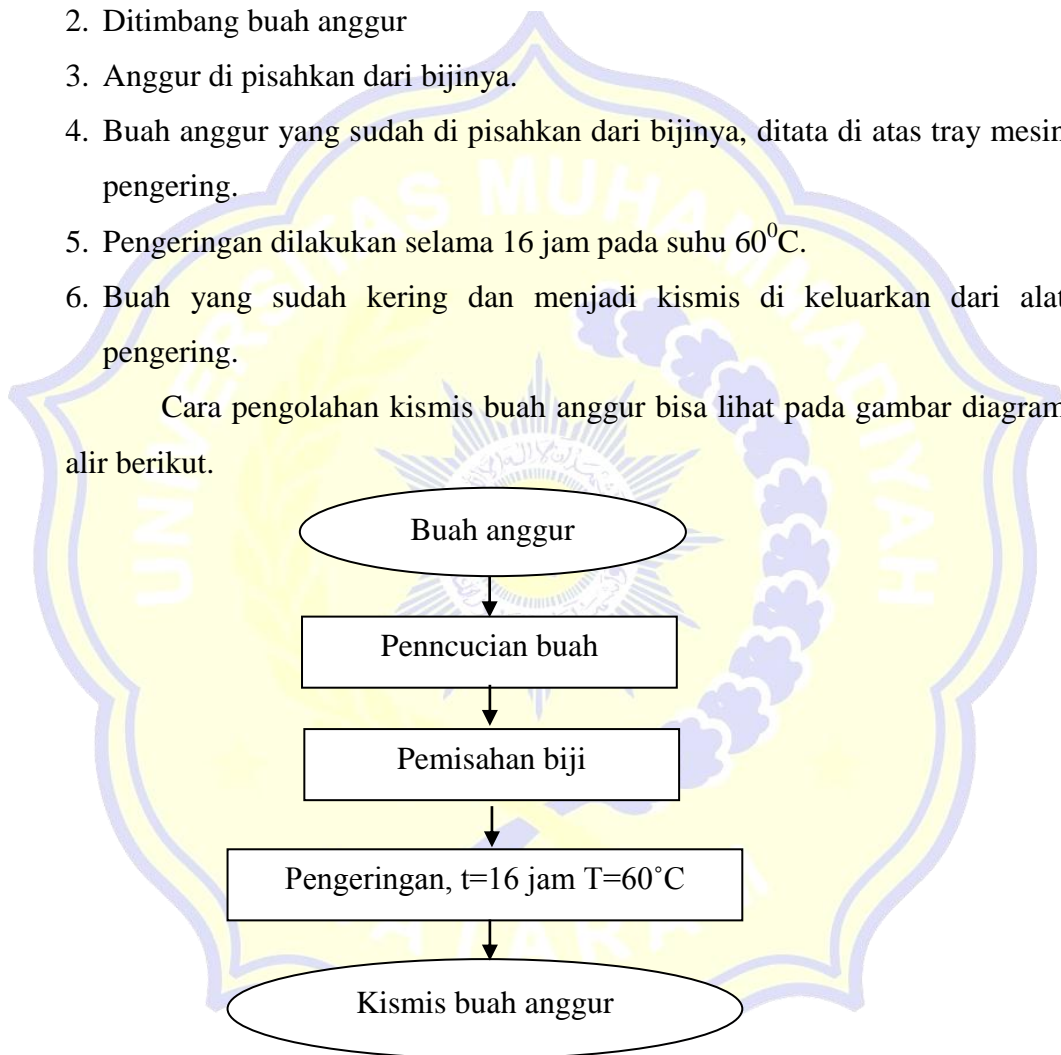 2. Ditimbang buah anggur
3. Anggur di pisahkan dari bijinya.
4. Buah anggur yang sudah di pisahkan dari bijinya, ditata di atas tray mesin
pengering.
5. Pengeringan dilakukan selama 16 jam pada suhu 60⁰C.
6. Buah yang sudah kering dan menjadi kismis di keluarkan dari alat
pengering.
Cara pengolahan kismis buah anggur bisa lihat pada gambar diagram
alir berikut.
Buah anggur
Penncucian buah
Pemisahan biji
Pengeringan, t=16 jam T=60˚C
Kismis buah anggur
UNIVERSITAS MUHAMMADIYAH